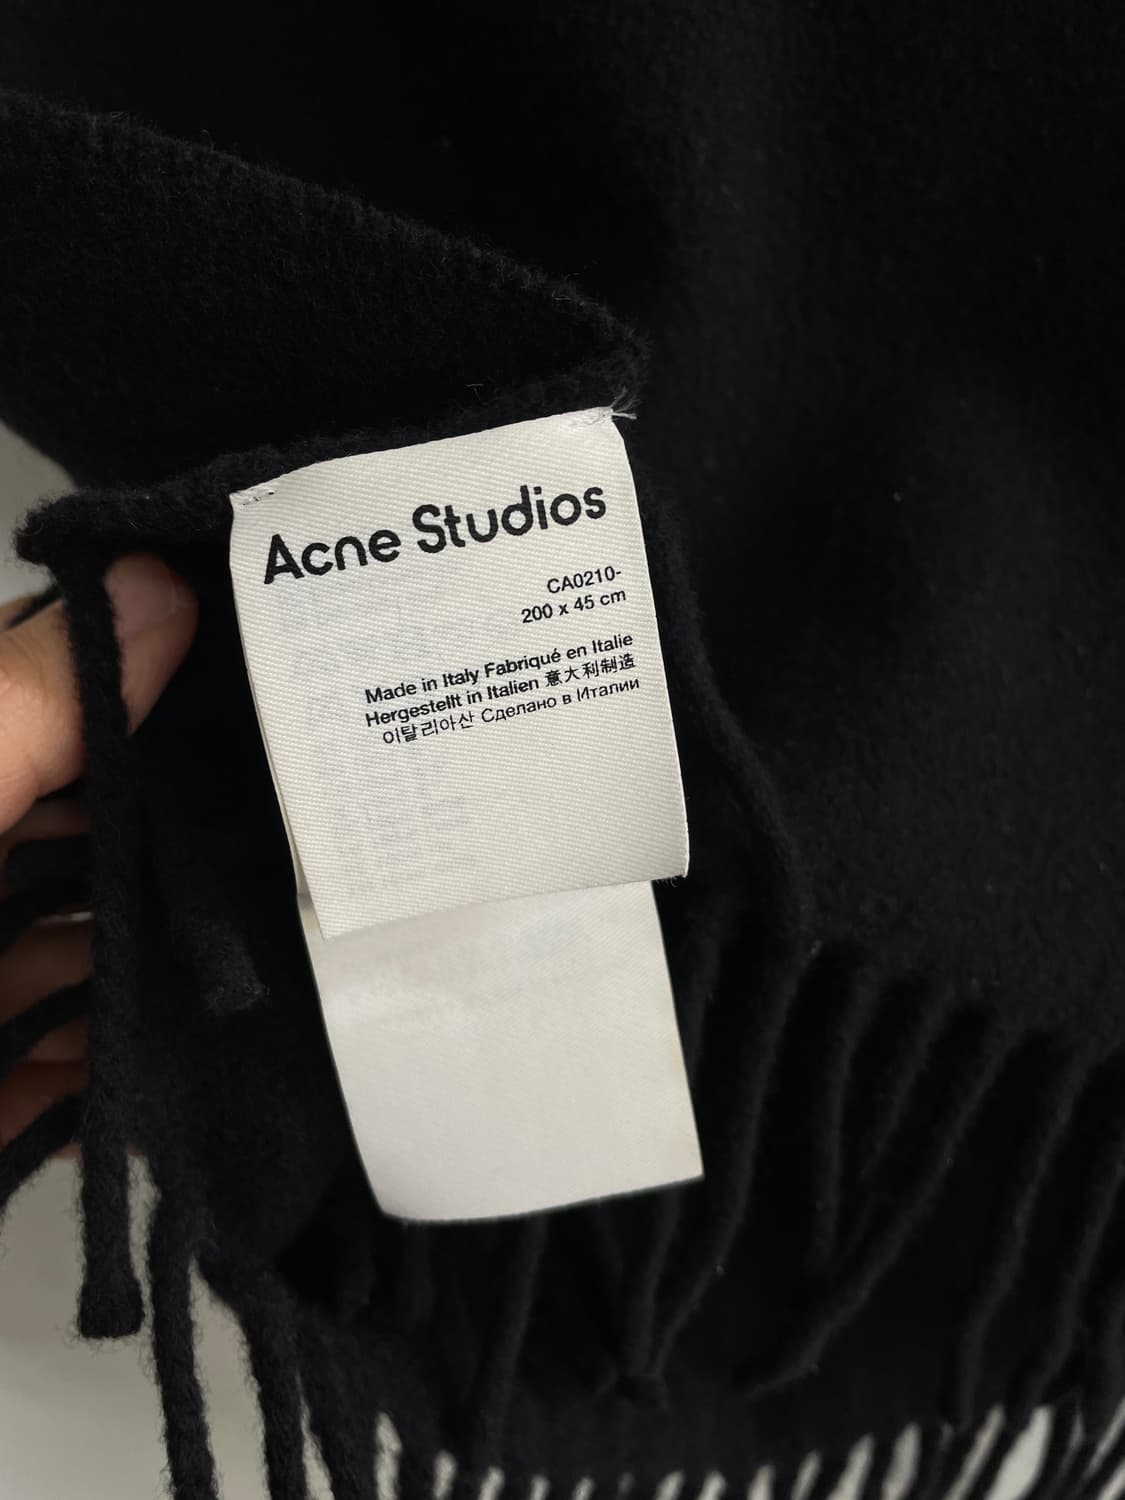 Acne Studios
CA0210-
200 x 45 cm
Made in Italy Fabriqué en Italie
Hergestellt in Italien 意大利制造
이탈리아산 Сделано в Италии